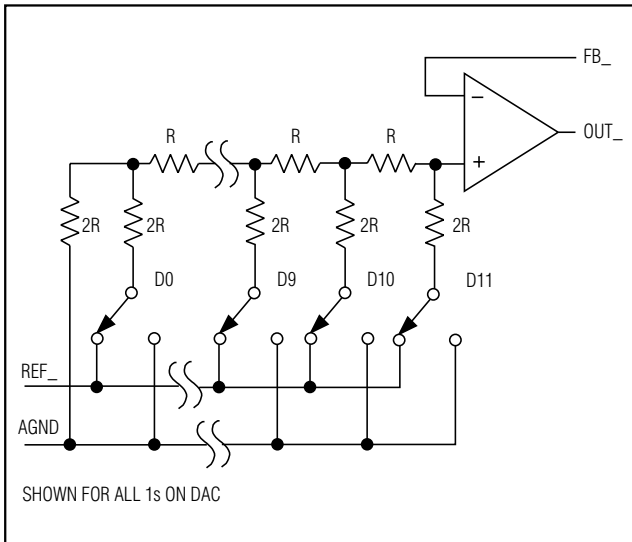 FB_
OUT_
R R R
2R 2R 2R 2R 2R
D0 D9 D10 D11
REF_
AGND
SHOWN FOR ALL 1s ON DAC
− +